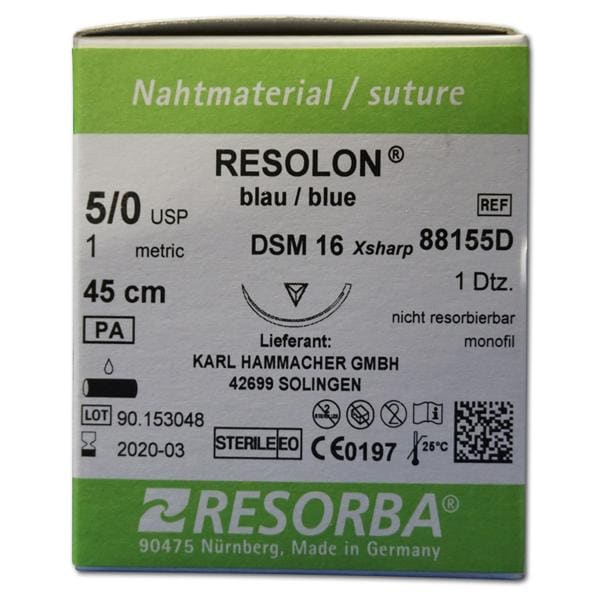 Nahtmaterial / suture
RESOLON®
blau / blue
5/0 USP
REF
1 metric
DSM 16 Xsharp 88155D
45 cm
1 Dtz.
PA
nicht resorbierbar
monofil
Lieferant:
KARL HAMMACHER GMBH
42699 SOLINGEN
LOT 90.153048
2020-03
STERILE EO
CE0197
25°C
RESORBA®
90475 Nürnberg, Made in Germany